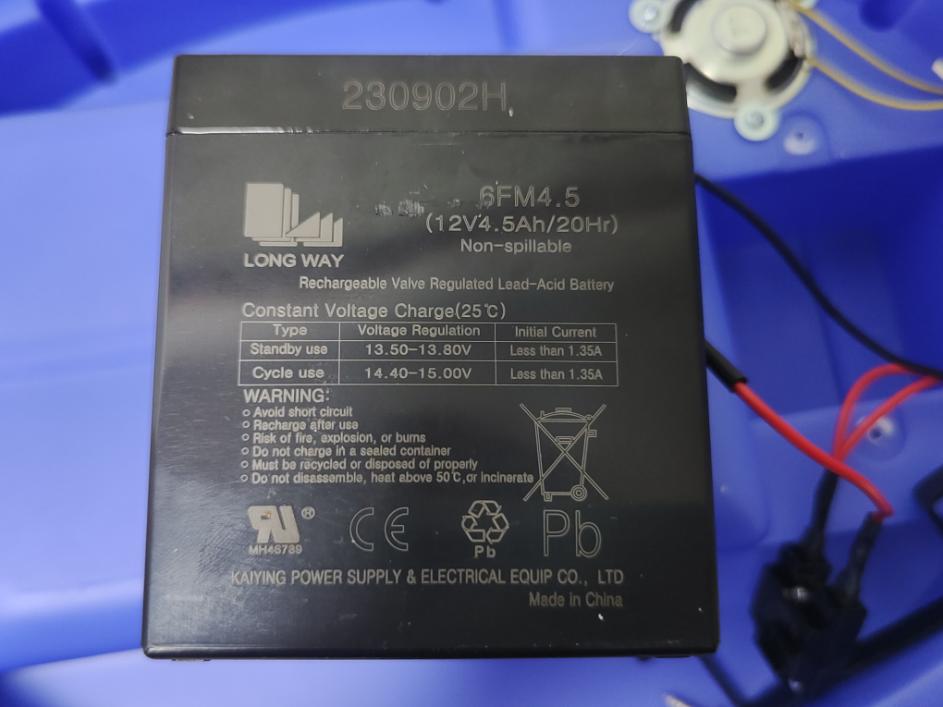 230902H
6FM4.5
(12V4.5Ah/20Hr)
Non-spillable
LONG WAY
Rechargeable Valve Regulated Lead-Acid Battery
Constant Voltage Charge(25℃)
Type Voltage Regulation Initial Current
Standby use 13.50-13.80V Less than 1.35A
Cycle use 14.40-15.00V Less than 1.35A
WARNING:
○ Avoid short circuit
○ Recharge after use
○ Risk of fire, explosion, or burns
○ Do not charge in a sealed container
○ Must be recycled or disposed of properly
○ Do not disassemble, heat above 50℃,or incinerate
RU®
MH46789
CE
Pb
Pb
KAIYING POWER SUPPLY & ELECTRICAL EQUIP CO., LTD
Made in China